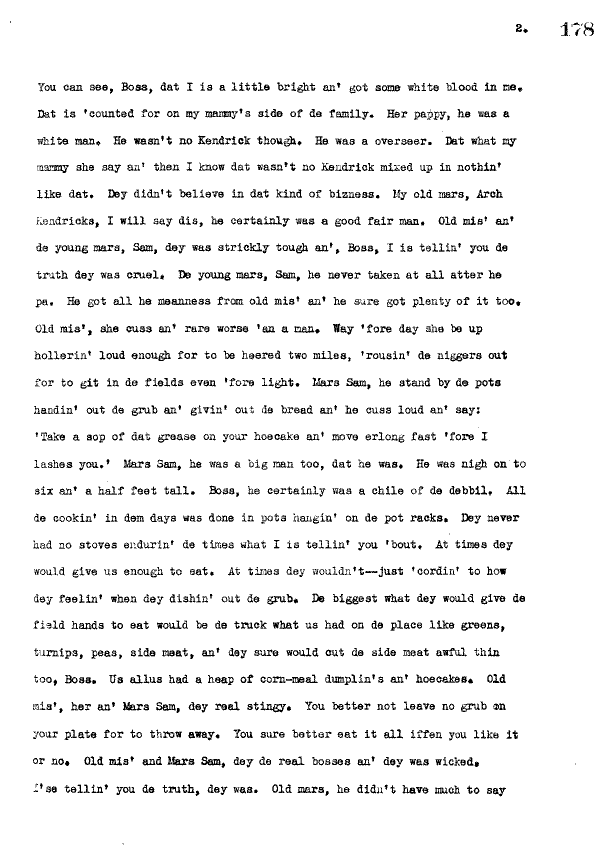 2. 178
You can see, Boss, dat I is a little bright an' got some white blood in me.
Dat is 'counted for on my mammy's side of de family. Her pappy, he was a
white man. He wasn't no Kendrick though. He was a overseer. Dat what my
mammy she say an' then I know dat wasn't no Kendrick mixed up in nothin'
like dat. Dey didn't believe in dat kind of bizness. My old mars, Arch
Kendricks, I will say dis, he certainly was a good fair man. Old mis' an'
de young mars, Sam, dey was strickly tough an', Boss, I is tellin' you de
truth dey was cruel. De young mars, Sam, he never taken at all atter he
pa. He got all he meanness from old mis' an' he sure got plenty of it too.
Old mis', she cuss an' rare worse 'an a man. Way 'fore day she be up
hollerin' loud enough for to be heered two miles, 'rousin' de niggers out
for to git in de fields even 'fore light. Mars Sam, he stand by de pots
handin' out de grub an' givin' out de bread an' he cuss loud an' say:
'Take a sop of dat grease on your hoecake an' move erlong fast 'fore I
lashes you.' Mars Sam, he was a big man too, dat he was. He was nigh on to
six an' a half feet tall. Boss, he certainly was a chile of de debbil. All
de cookin' in dem days was done in pots hangin' on de pot racks. Dey never
had no stoves endurin' de times what I is tellin' you 'bout. At times dey
would give us enough to eat. At times dey wouldn't--just 'cordin' to how
dey feelin' when dey dishin' out de grub. De biggest what dey would give de
field hands to eat would be de truck what us had on de place like greens,
turnips, peas, side meat, an' dey sure would cut de side meat awful thin
too, Boss. Us allus had a heap of corn-meal dumplin's an' hoecakes. Old
mis', her an' Mars Sam, dey real stingy. You better not leave no grub on
your plate for to throw away. You sure better eat it all iffen you like it
or no. Old mis' and Mars Sam, dey de real bosses an' dey was wicked.
I'se tellin' you de truth, dey was. Old mars, he didn't have much to say